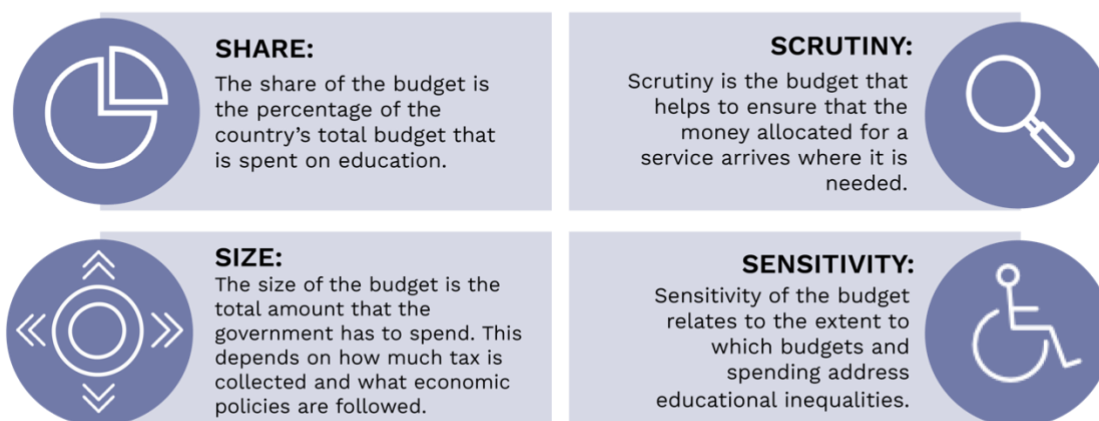 SHARE:
The share of the budget is
the percentage of the
country’s total budget that
is spent on education.
SCRUTINY:
Scrutiny is the budget that
helps to ensure that the
money allocated for a
service arrives where it is
needed.
SIZE:
The size of the budget is the
total amount that the
government has to spend. This
depends on how much tax is
collected and what economic
policies are followed.
SENSITIVITY:
Sensitivity of the budget
relates to the extent to
which budgets and
spending address
educational inequalities.